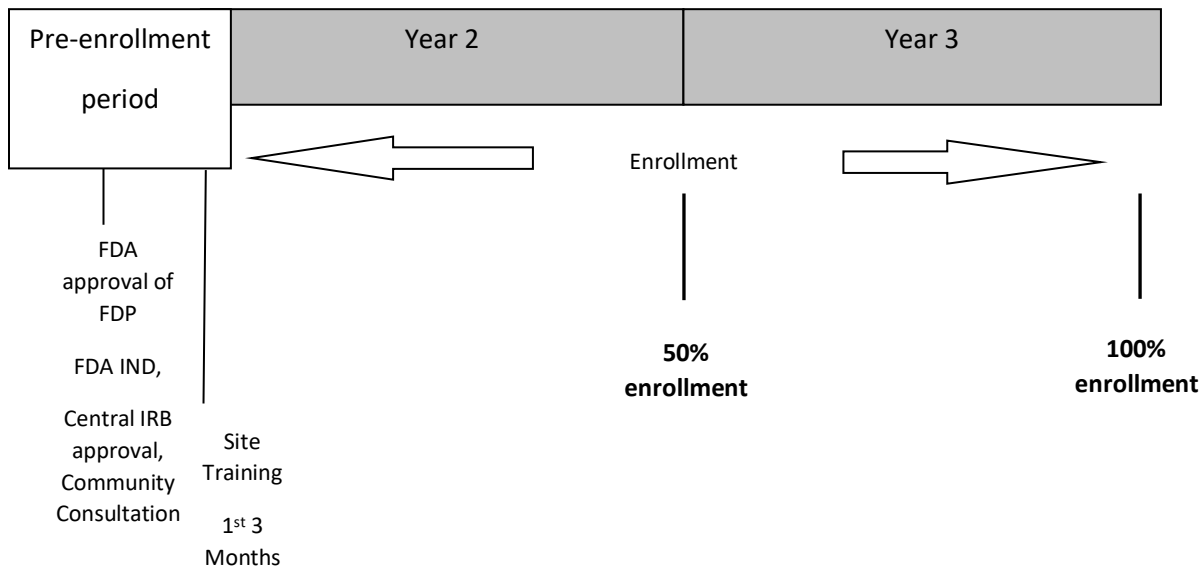 Pre-enrollment
period
Year 2
Year 3
Enrollment
FDA
approval of
FDP
FDA IND,
Central IRB
approval,
Community
Consultation
Site
Training
1st 3
Months
50%
enrollment
100%
enrollment